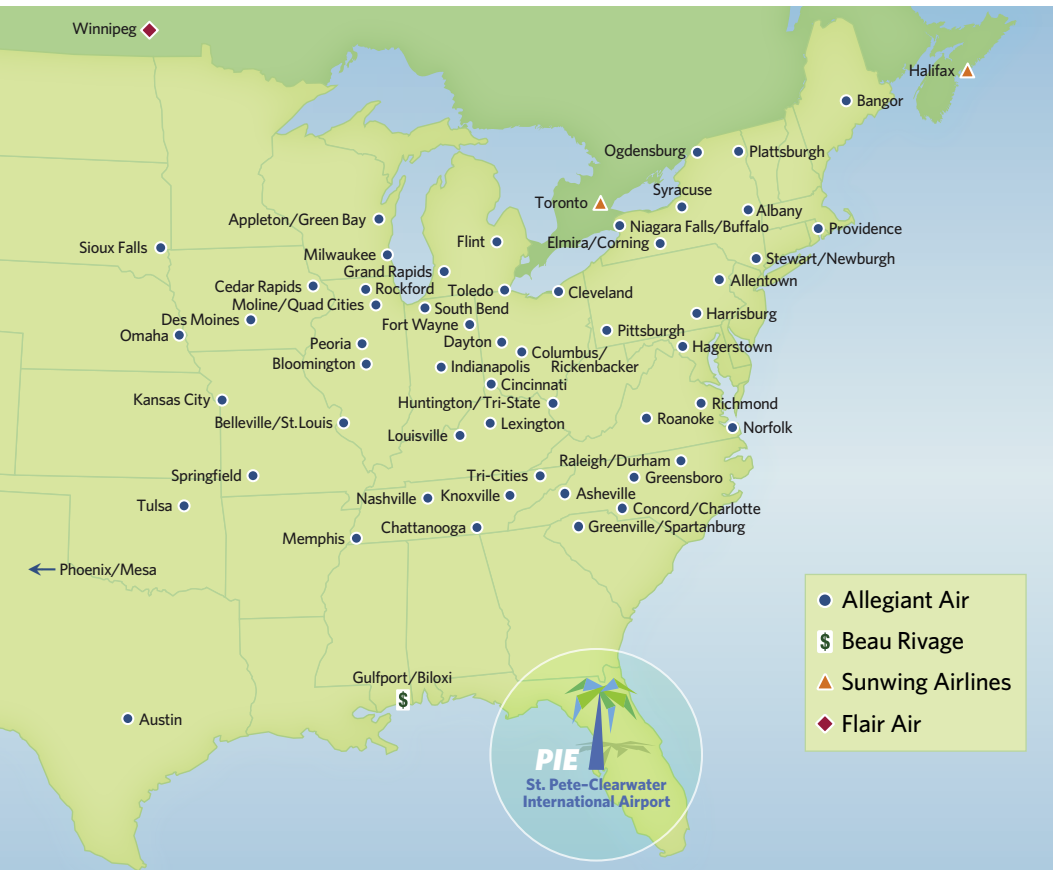 Winnipeg
Halifax
Bangor
Ogdensburg
Plattsburgh
Syracuse
Toronto
Albany
Appleton/Green Bay
Niagara Falls/Buffalo
Providence
Flint
Elmira/Corning
Sioux Falls
Milwaukee
Stewart/Newburgh
Grand Rapids
Allentown
Cedar Rapids
Rockford
Toledo
Cleveland
Moline/Quad Cities
South Bend
Harrisburg
Des Moines
Fort Wayne
Pittsburgh
Omaha
Peoria
Dayton
Hagerstown
Columbus/
Rickenbacker
Bloomington
Indianapolis
Cincinnati
Kansas City
Huntington/Tri-State
Richmond
Belleville/St.Louis
Lexington
Roanoke
Norfolk
Louisville
Raleigh/Durham
Springfield
Tri-Cities
Greensboro
Nashville
Knoxville
Asheville
Tulsa
Concord/Charlotte
Chattanooga
Greenville/Spartanburg
Memphis
Phoenix/Mesa
Allegiant Air
$ Beau Rivage
Sunwing Airlines
Flair Air
Gulfport/Biloxi
$
Austin
PIE
St. Pete–Clearwater
International Airport